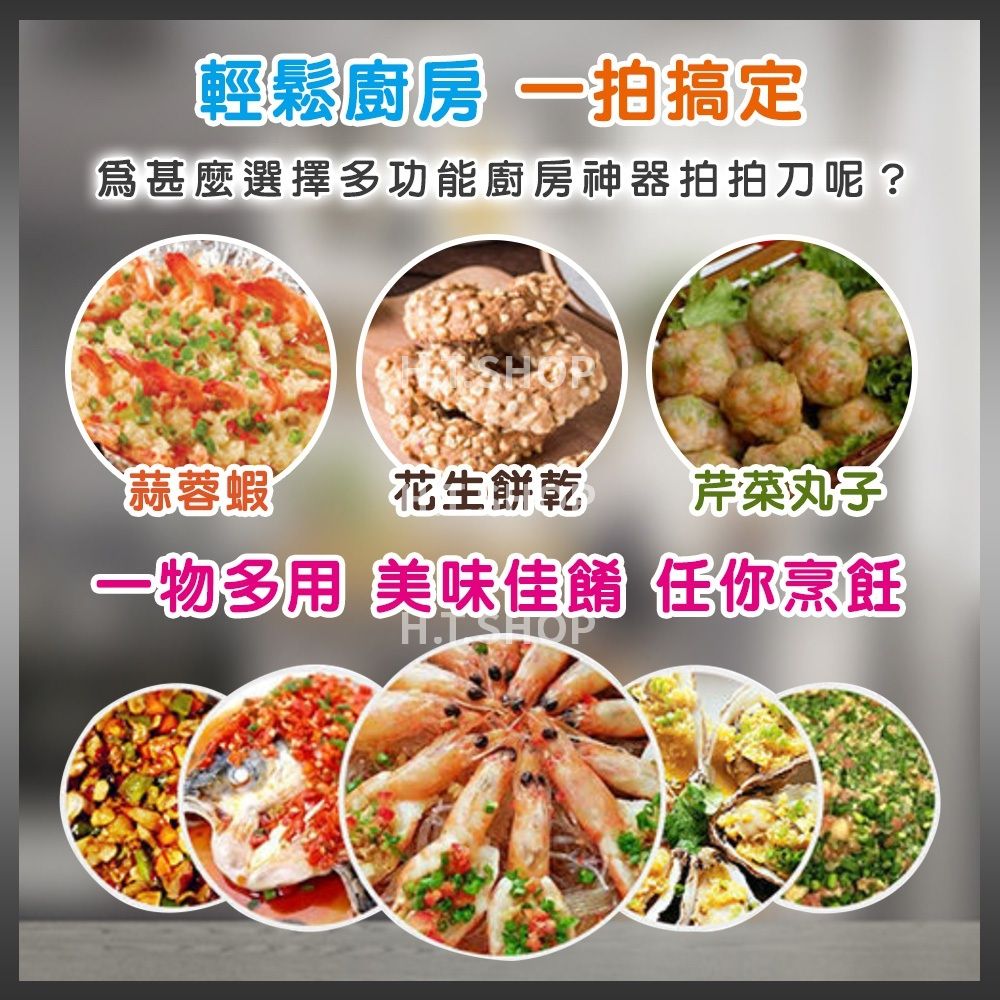 輕鬆廚房 一拍搞定
為甚麼選擇多功能廚房神器拍拍刀呢？
H.T.SHOP
蒜蓉蝦 花生餅乾 芹菜丸子
H.T.SHOP
一物多用 美味佳餚 任你烹飪
H.T.SHOP